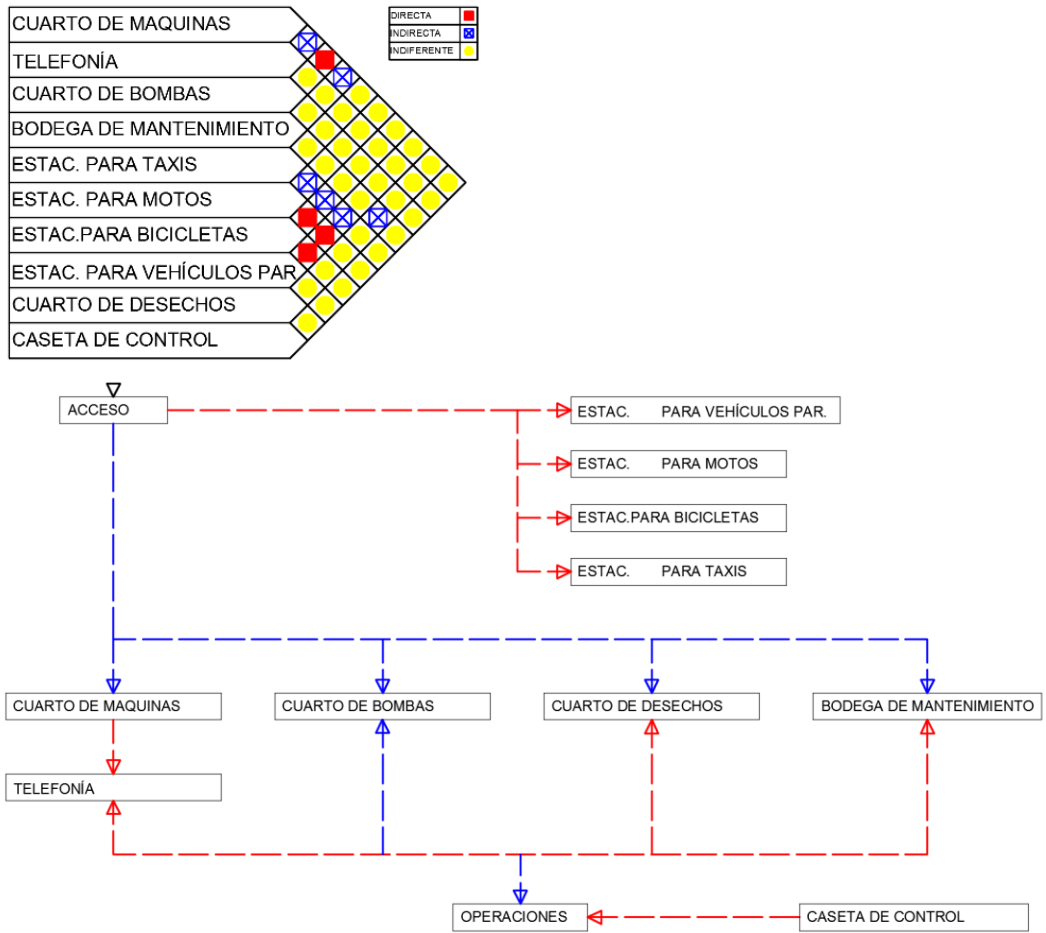 CUARTO DE MAQUINAS
TELEFONÍA
CUARTO DE BOMBAS
BODEGA DE MANTENIMIENTO
ESTAC. PARA TAXIS
ESTAC. PARA MOTOS
ESTAC.PARA BICICLETAS
ESTAC. PARA VEHÍCULOS PAR
CUARTO DE DESECHOS
CASETA DE CONTROL
DIRECTA
INDIRECTA
INDIFERENTE
ACCESO
ESTAC. PARA VEHÍCULOS PAR.
ESTAC. PARA MOTOS
ESTAC.PARA BICICLETAS
ESTAC. PARA TAXIS
CUARTO DE MAQUINAS
CUARTO DE BOMBAS
CUARTO DE DESECHOS
BODEGA DE MANTENIMIENTO
TELEFONÍA
OPERACIONES
CASETA DE CONTROL